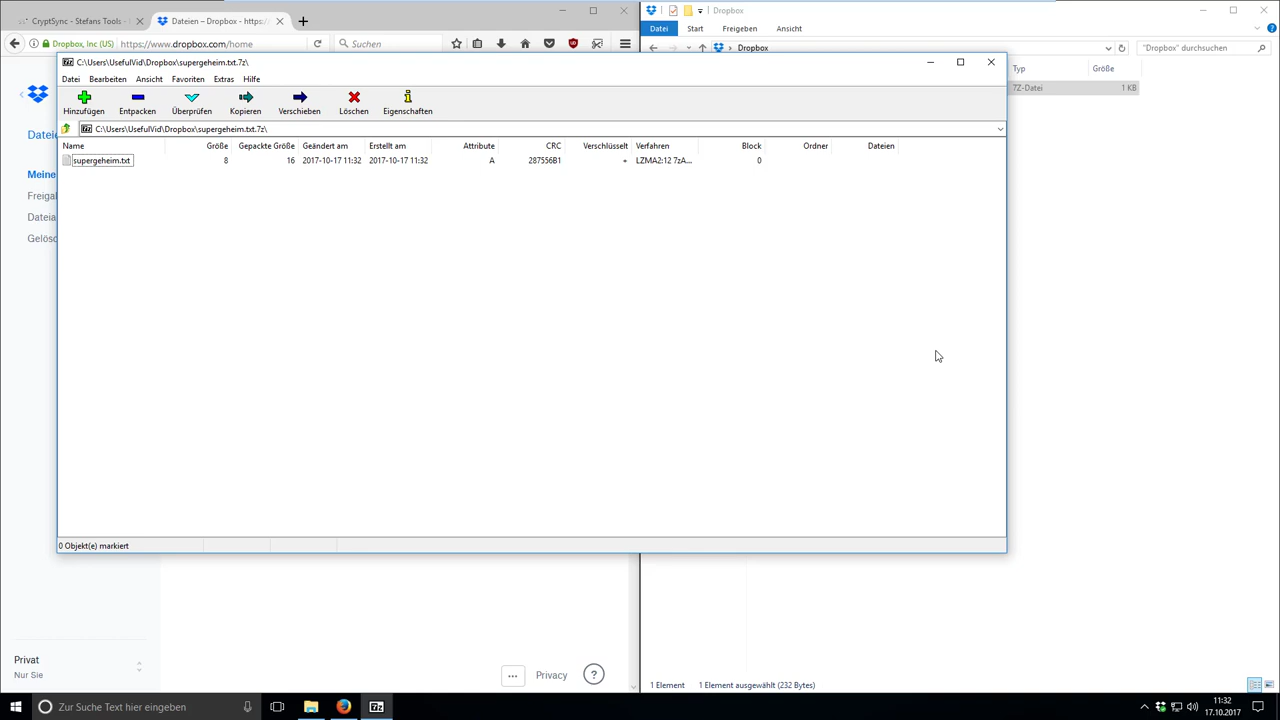 CryptSync - Stefans Tools -
Dateien – Dropbox - https:/
Dropbox, Inc (US)
https://www.dropbox.com/home
Suchen
Dropbox
Datei
Start
Freigeben
Ansicht
Dropbox
"Dropbox" durchsuchen
Typ
Größe
7Z-Datei
1 KB
Datei
Meine
Freigal
Dateia
Gelösc
C:\Users\UsefulVid\Dropbox\supergeheim.txt.7z\
Datei Bearbeiten Ansicht Favoriten Extras Hilfe
Hinzufügen Entpacken Überprüfen Kopieren Verschieben Löschen Eigenschaften
C:\Users\UsefulVid\Dropbox\supergeheim.txt.7z\
Name Größe Gepackte Größe Geändert am Erstellt am Attribute CRC Verschlüsselt Verfahren Block Ordner Dateien
supergeheim.txt 8 16 2017-10-17 11:32 2017-10-17 11:32 A 287556B1 + LZMA2:12 7zA... 0
0 Objekt(e) markiert
Privat
Nur Sie
... Privacy ?
1 Element 1 Element ausgewählt (232 Bytes)
Zur Suche Text hier eingeben
11:32
17.10.2017